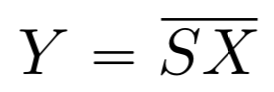 $Y = \overline{SX}$